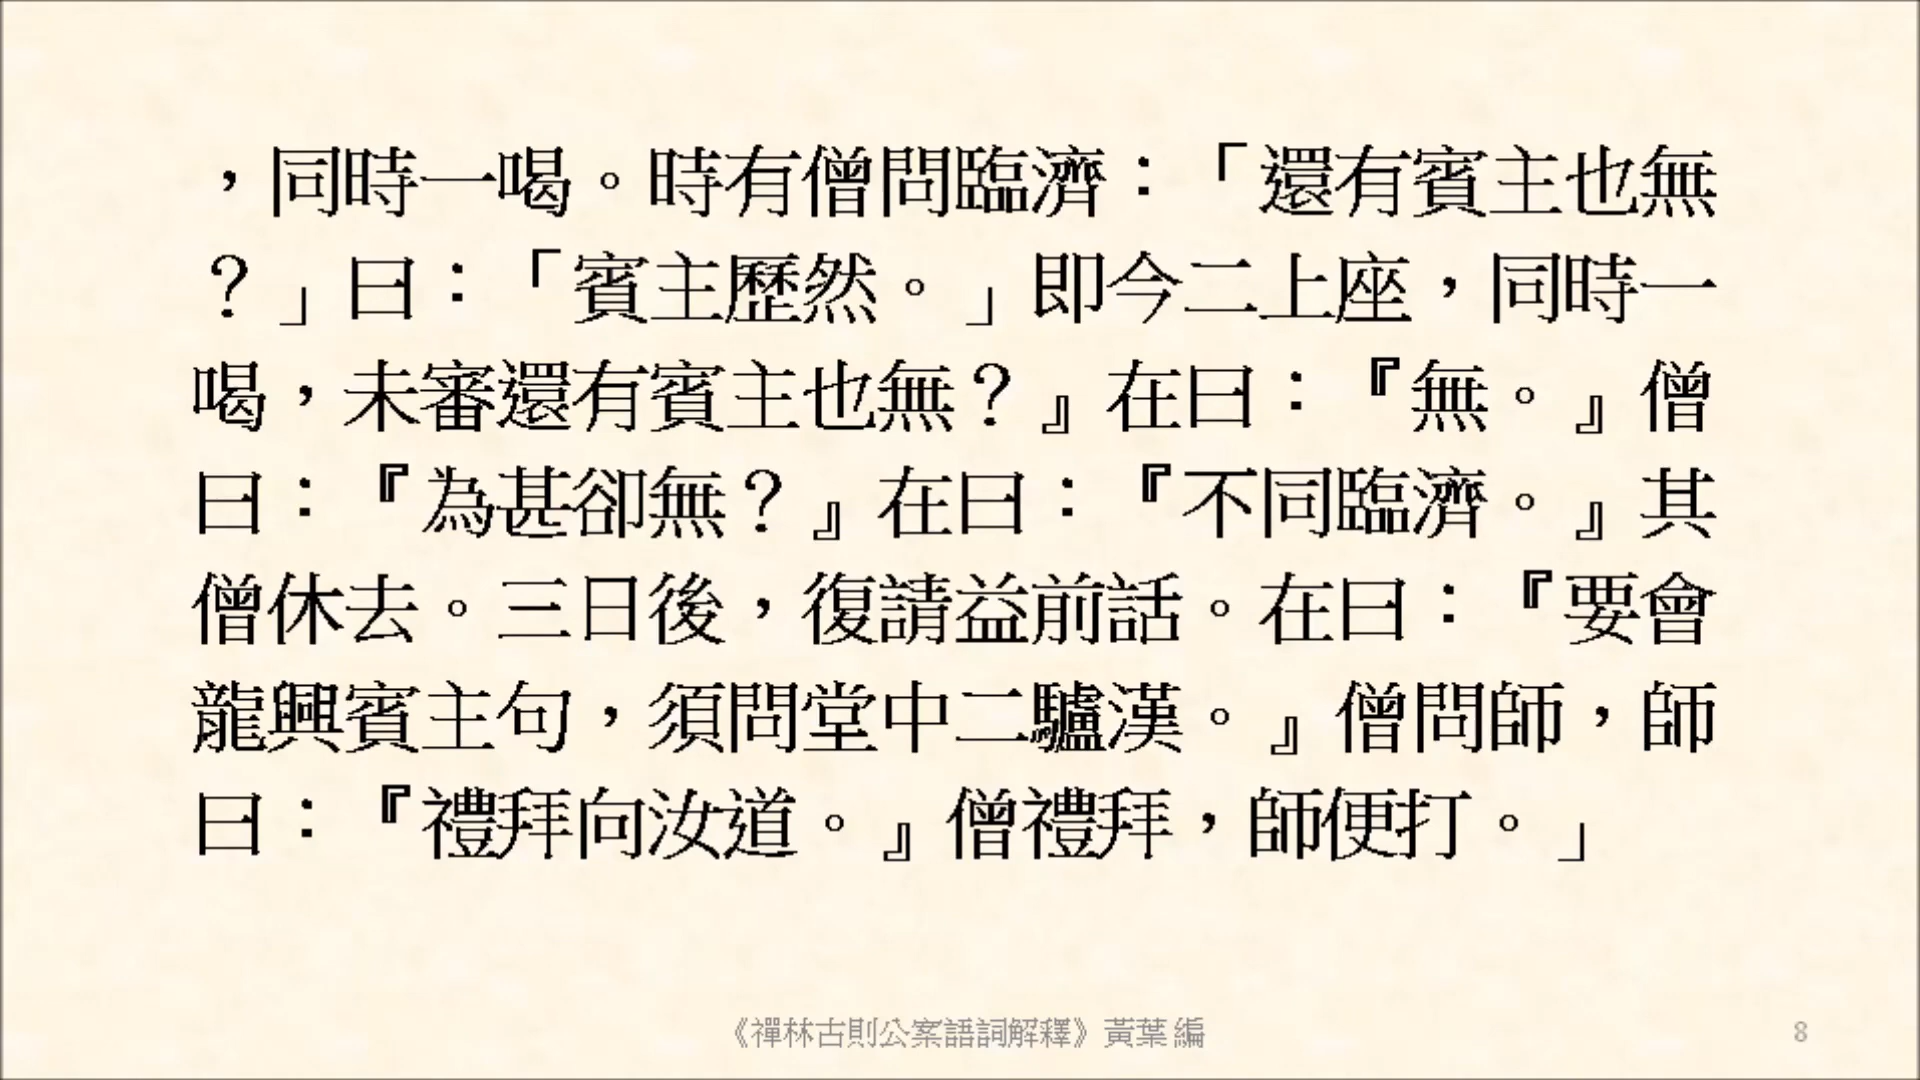 ，同時一喝。時有僧問臨濟：「還有賓主也無
？」曰：「賓主歷然。」即今二上座，同時一
喝，未審還有賓主也無？』在曰：『無。』僧
曰：『為甚卻無？』在曰：『不同臨濟。』其
僧休去。三日後，復請益前話。在曰：『要會
龍興賓主句，須問堂中二驢漢。』僧問師，師
曰：『禮拜向汝道。』僧禮拜，師便打。」
《禪林古則公案語詞解釋》黃葉 編
8